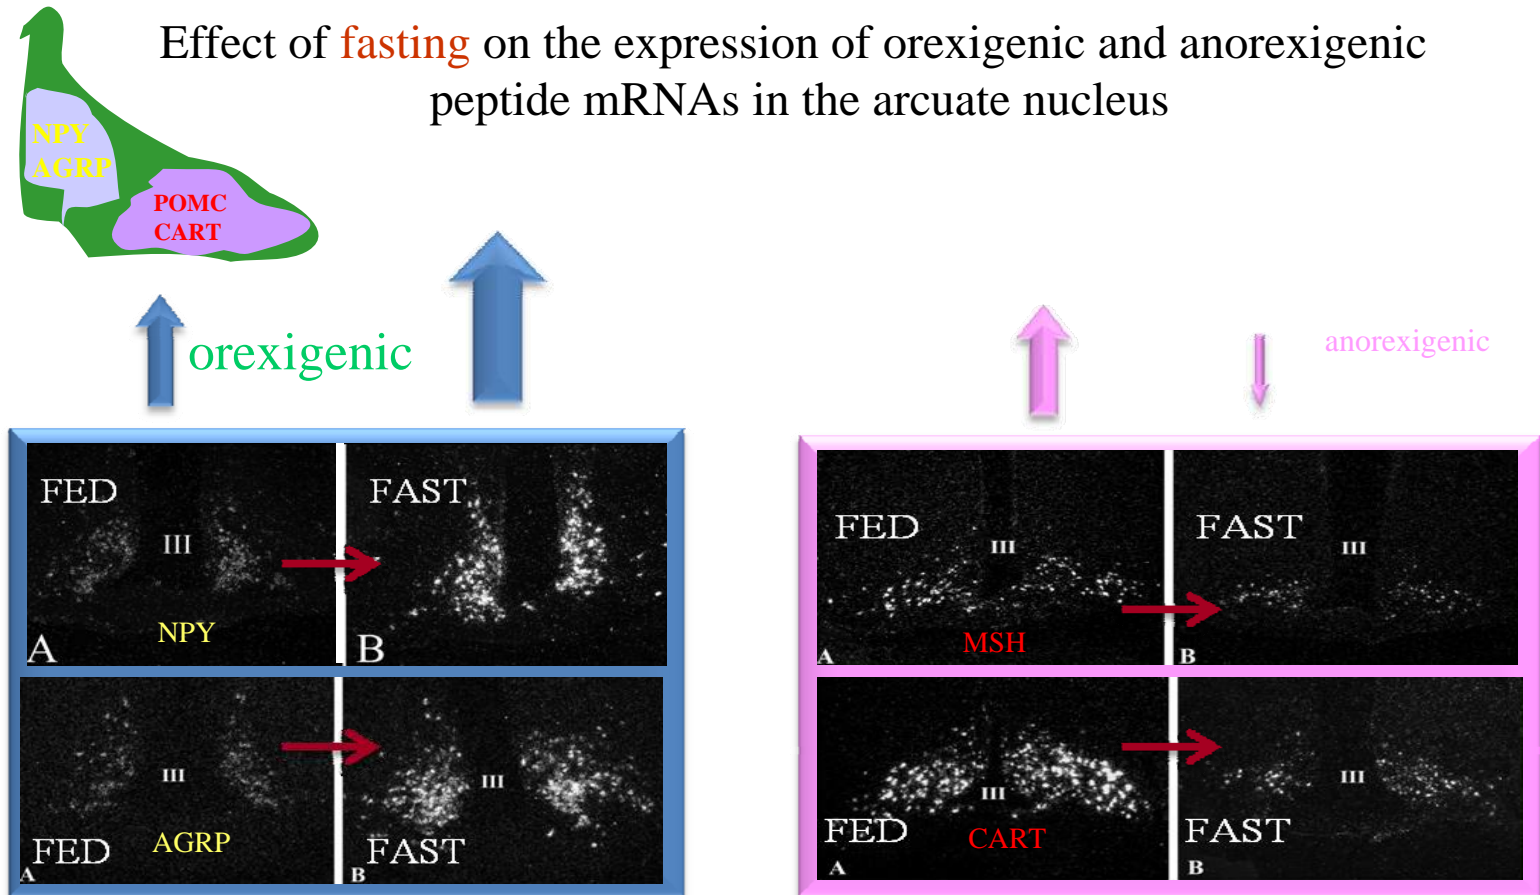 Effect of fasting on the expression of orexigenic and anorexigenic
peptide mRNAs in the arcuate nucleus
NPY
AGRP
POMC
CART
orexigenic
anorexigenic
FED
III
NPY
A
FAST
B
III
FED
AGRP
A
III
FAST
B
FED
III
MSH
A
FAST
III
B
III
FED
CART
A
III
FAST
B